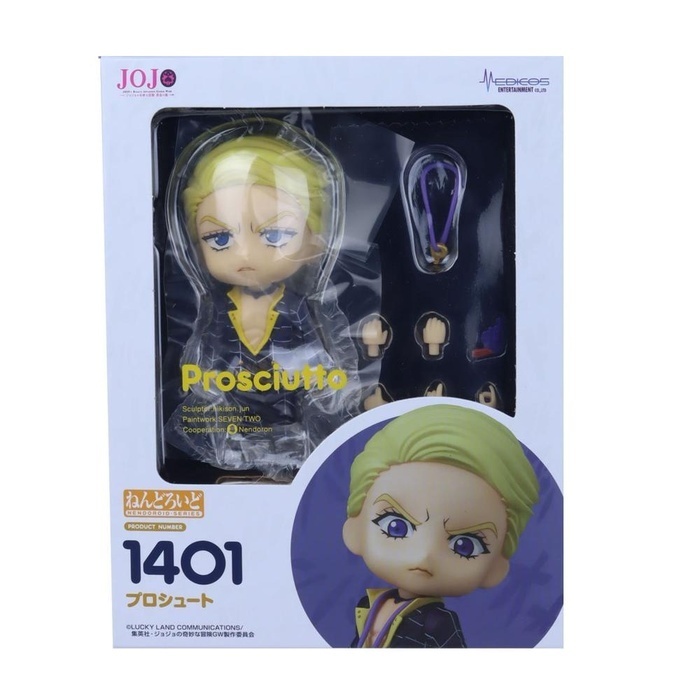 JOJO
MEDICOS
ENTERTAINMENT CO.,LTD
Prosciutto
Sculptor:hikison jun
Paintwork:SEVEN-TWO
Cooperation: Nendoron
ねんどろいど
NENDOROID SERIES
PRODUCT NUMBER
1401
プロシュート
©LUCKY LAND COMMUNICATIONS/
集英社・ジョジョの奇妙な冒険GW製作委員会